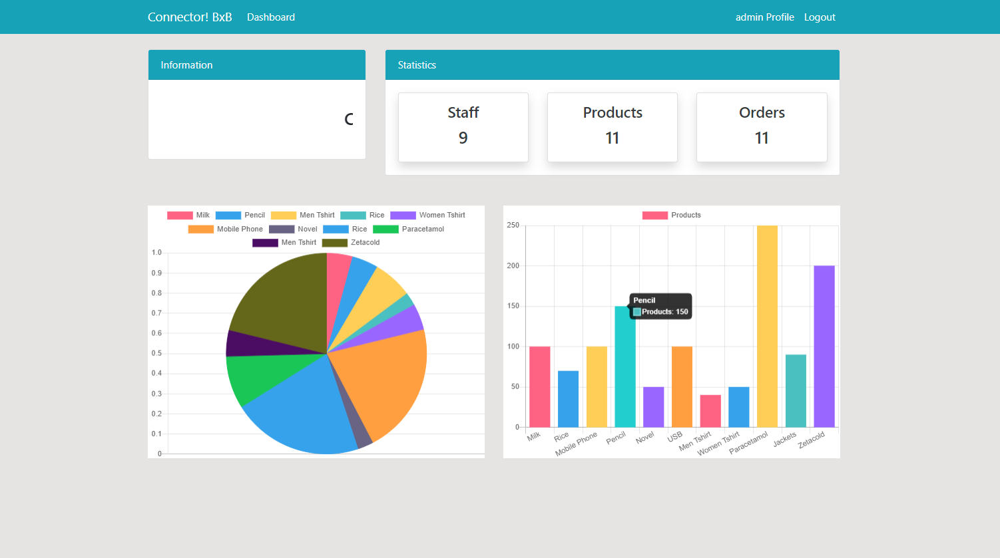 Connector! BxB Dashboard admin Profile Logout
Information
C
Statistics
Staff
9
Products
11
Orders
11
Milk Pencil Men Tshirt Rice Women Tshirt
Mobile Phone Novel Rice Paracetamol
Men Tshirt Zetacold
1.0
0.9
0.8
0.7
0.6
0.5
0.4
0.3
0.2
0.1
0
Products
250
200
150
100
50
0
Pencil
Products: 150
Milk
Rice
Mobile Phone
Pencil
Novel
USB
Men Tshirt
Women Tshirt
Paracetamol
Jackets
Zetacold